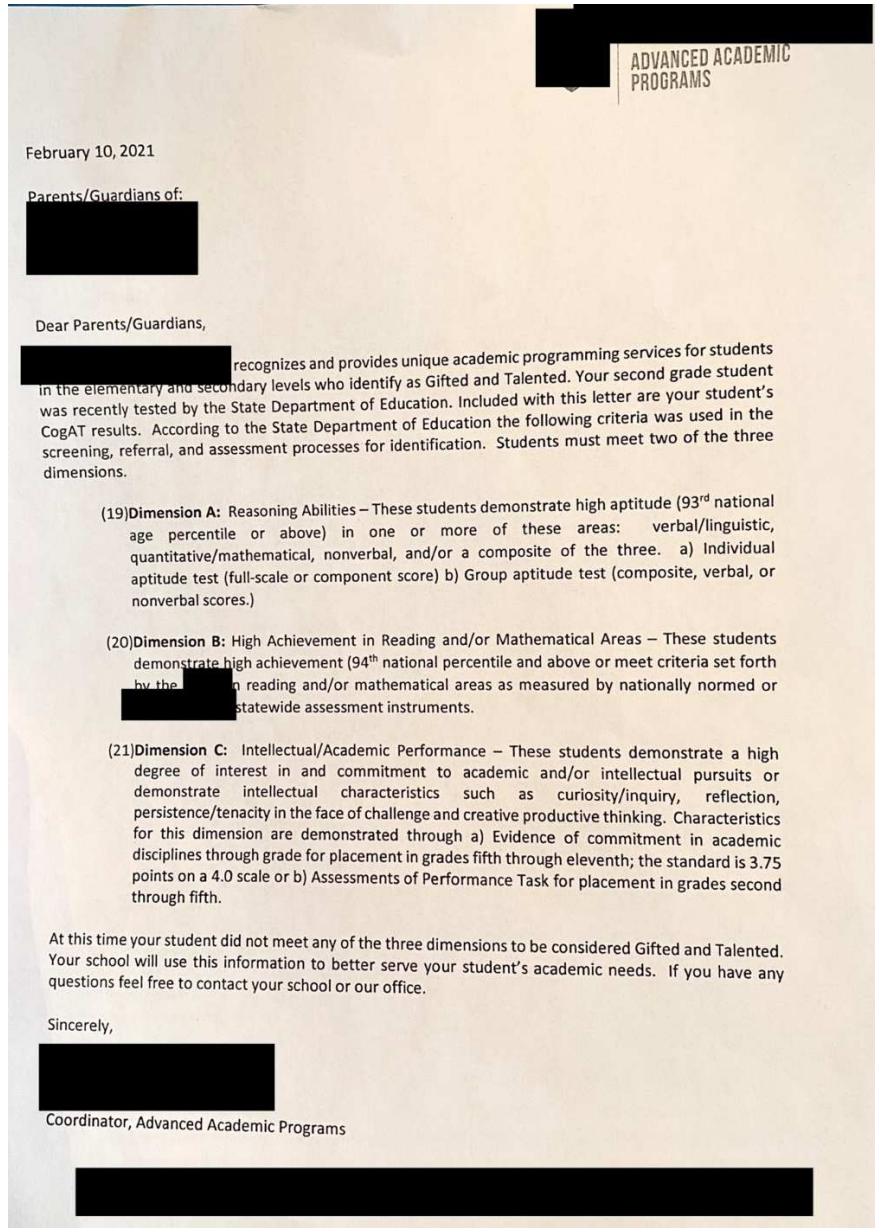 ADVANCED ACADEMIC
PROGRAMS
February 10, 2021
Parents/Guardians of:
Dear Parents/Guardians,
recognizes and provides unique academic programming services for students
in the elementary and secondary levels who identify as Gifted and Talented. Your second grade student
was recently tested by the State Department of Education. Included with this letter are your student's
CogAT results. According to the State Department of Education the following criteria was used in the
screening, referral, and assessment processes for identification. Students must meet two of the three
dimensions.
(19)Dimension A: Reasoning Abilities – These students demonstrate high aptitude (93rd national
age percentile or above) in one or more of these areas: verbal/linguistic,
quantitative/mathematical, nonverbal, and/or a composite of the three. a) Individual
aptitude test (full-scale or component score) b) Group aptitude test (composite, verbal, or
nonverbal scores.)
(20)Dimension B: High Achievement in Reading and/or Mathematical Areas – These students
demonstrate high achievement (94th national percentile and above or meet criteria set forth
by the reading and/or mathematical areas as measured by nationally normed or
statewide assessment instruments.
(21)Dimension C: Intellectual/Academic Performance – These students demonstrate a high
degree of interest in and commitment to academic and/or intellectual pursuits or
demonstrate intellectual characteristics such as curiosity/inquiry, reflection,
persistence/tenacity in the face of challenge and creative productive thinking. Characteristics
for this dimension are demonstrated through a) Evidence of commitment in academic
disciplines through grade for placement in grades fifth through eleventh; the standard is 3.75
points on a 4.0 scale or b) Assessments of Performance Task for placement in grades second
through fifth.
At this time your student did not meet any of the three dimensions to be considered Gifted and Talented.
Your school will use this information to better serve your student's academic needs. If you have any
questions feel free to contact your school or our office.
Sincerely,
Coordinator, Advanced Academic Programs